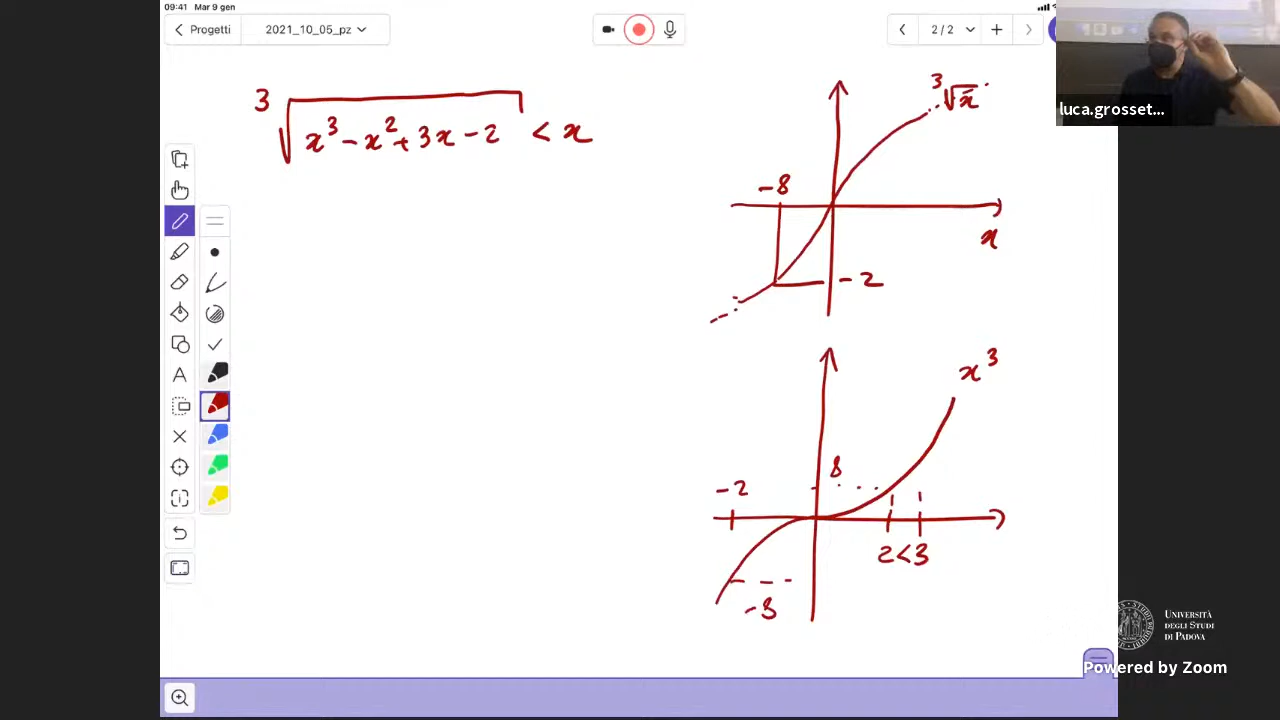 09:41 Mar 9 gen
Progetti
2021_10_05_pz
2/2
luca.grosset...
3√x³ - x² + 3x - 2 < x
3√x
-8
x
-2
x³
8
-2
2<3
-8
A
UNIVERSITÀ
DEGLI STUDI
DI PADOVA
Powered by Zoom